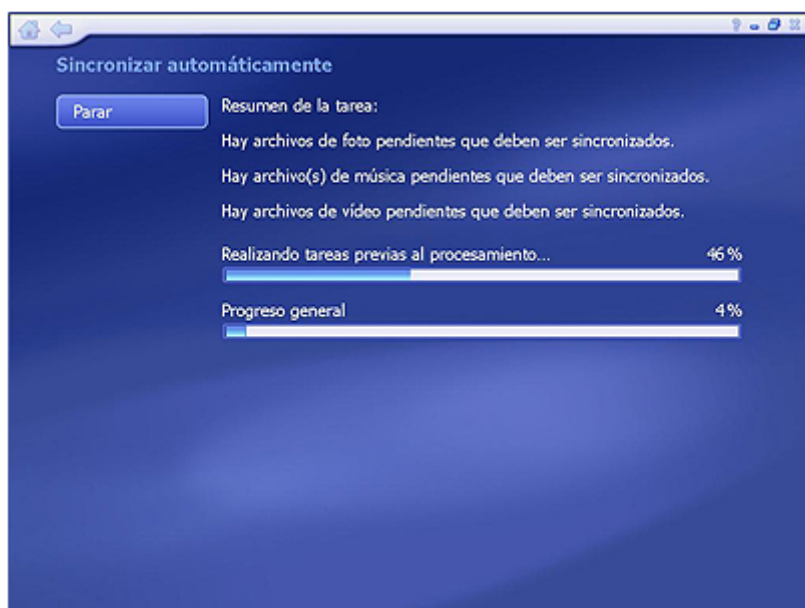 Sincronizar automáticamente
Parar
Resumen de la tarea:
Hay archivos de foto pendientes que deben ser sincronizados.
Hay archivo(s) de música pendientes que deben ser sincronizados.
Hay archivos de vídeo pendientes que deben ser sincronizados.
Realizando tareas previas al procesamiento... 46 %
Progreso general 4 %